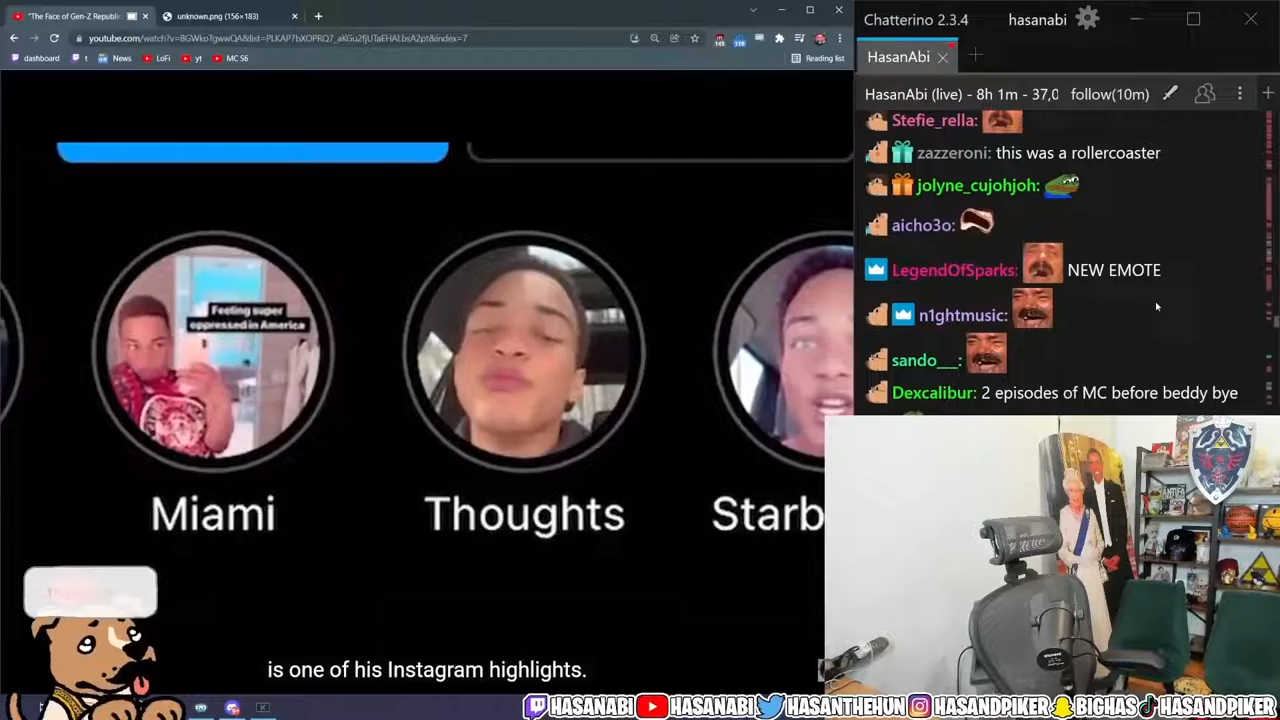 "The Face of Gen-Z Republic
unknown.png (156×183)
youtube.com/watch?v=BGWkoTgwwQA&list=PLKAP7bXOPRQ7_aKGu2fjUTaEHALbsA2pt&index=7
dashboard
t
News
LoFi
yt
MC S6
Reading list
Feeling super
oppressed in America
Miami
Thoughts
Starb
is one of his Instagram highlights.
Chatterino 2.3.4
hasanabi
HasanAbi
HasanAbi (live) - 8h 1m - 37,0
follow(10m)
Stefie_rella:
zazzeroni: this was a rollercoaster
jolyne_cujohjoh:
aicho3o:
LegendOfSparks: NEW EMOTE
n1ghtmusic:
sando__:
Dexcalibur: 2 episodes of MC before beddy bye
HASANABI
HASANABI
HASANTHEHUN
HASANDPIKER
BIGHAS
HASANDPIKER